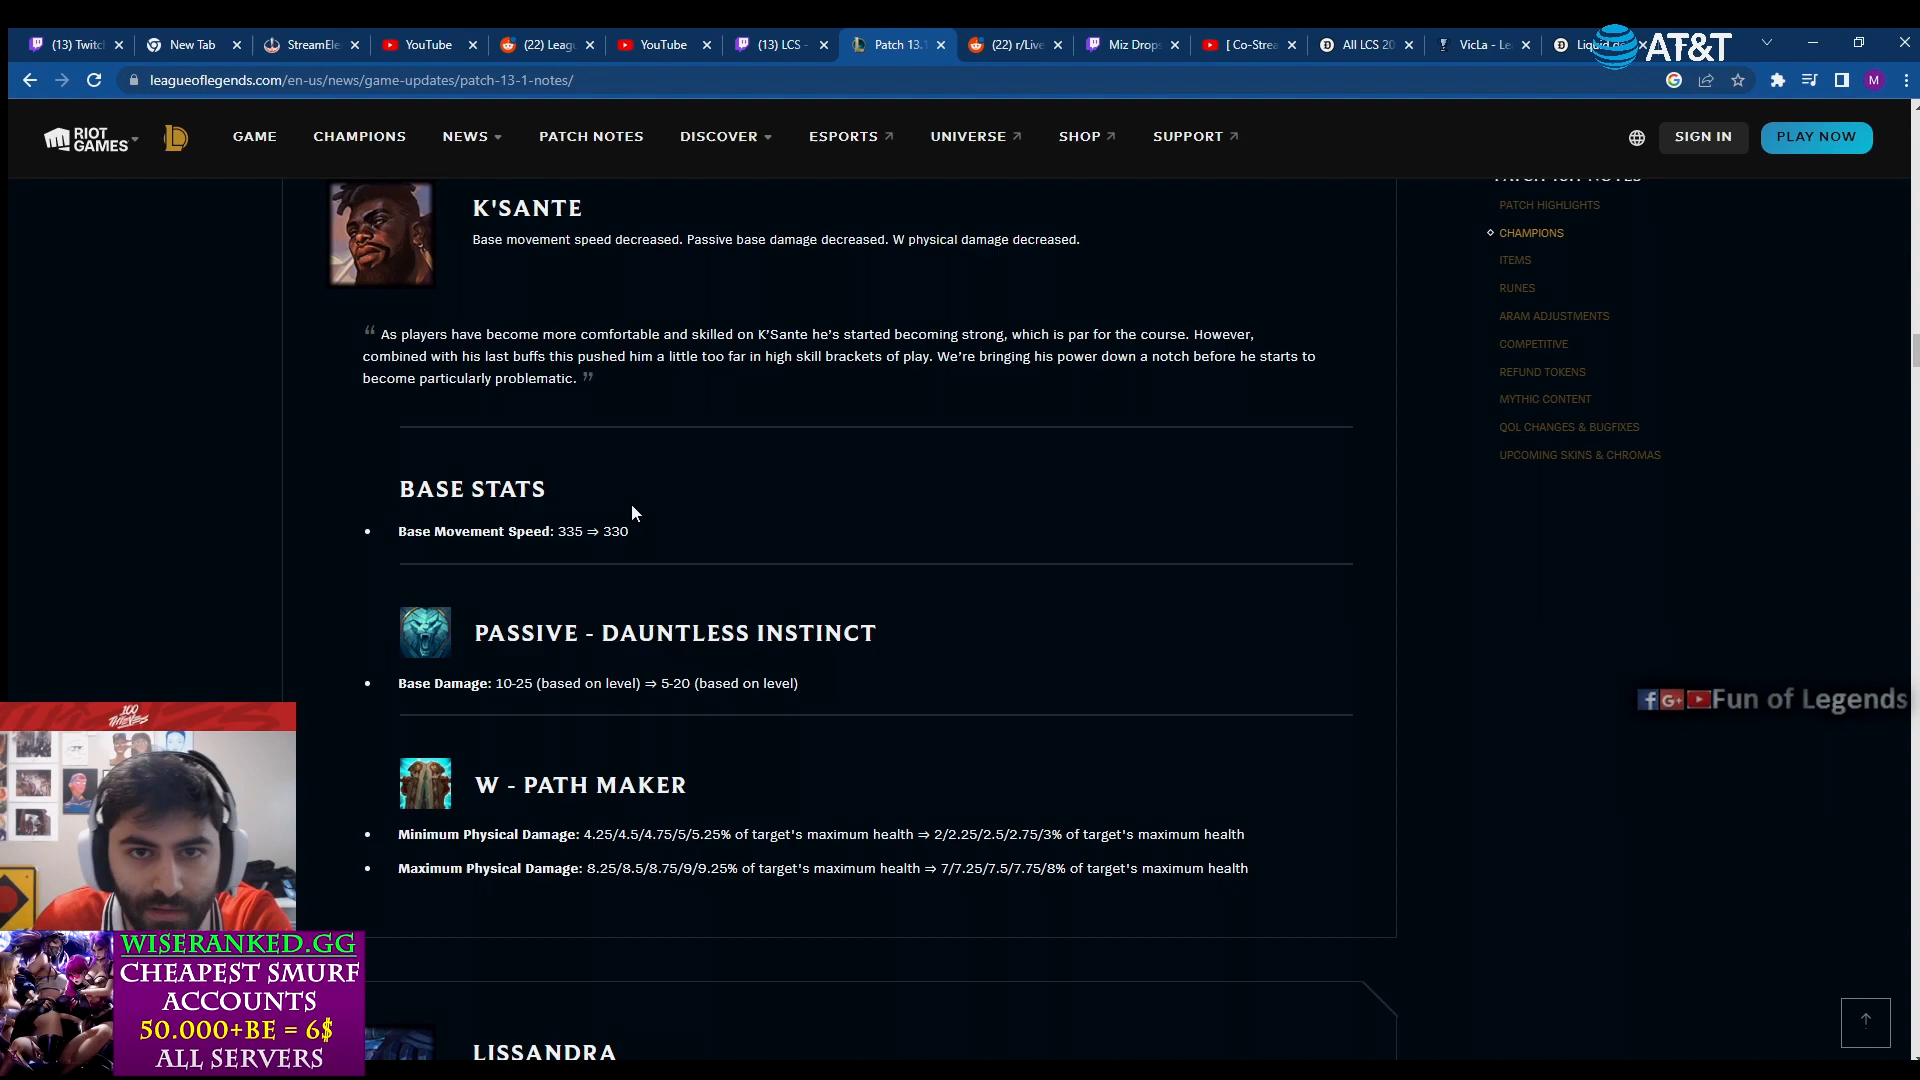 (13) Twitc
New Tab
StreamEle
YouTube
(22) Leag
YouTube
(13) LCS -
Patch 13.1
(22) r/Live
Miz Drops
[ Co-Strea
All LCS 20
VicLa - Le
Liquid
AT&T
leagueoflegends.com/en-us/news/game-updates/patch-13-1-notes/
M
RIOT GAMES
GAME
CHAMPIONS
NEWS
PATCH NOTES
DISCOVER
ESPORTS
UNIVERSE
SHOP
SUPPORT
SIGN IN
PLAY NOW
K'SANTE
Base movement speed decreased. Passive base damage decreased. W physical damage decreased.
“ As players have become more comfortable and skilled on K’Sante he’s started becoming strong, which is par for the course. However,
combined with his last buffs this pushed him a little too far in high skill brackets of play. We’re bringing his power down a notch before he starts to
become particularly problematic. ”
BASE STATS
• Base Movement Speed: 335 ⇒ 330
PASSIVE - DAUNTLESS INSTINCT
• Base Damage: 10-25 (based on level) ⇒ 5-20 (based on level)
W - PATH MAKER
• Minimum Physical Damage: 4.25/4.5/4.75/5/5.25% of target's maximum health ⇒ 2/2.25/2.5/2.75/3% of target's maximum health
• Maximum Physical Damage: 8.25/8.5/8.75/9/9.25% of target's maximum health ⇒ 7/7.25/7.5/7.75/8% of target's maximum health
LISSANDRA
PATCH 13.1 NOTES
PATCH HIGHLIGHTS
CHAMPIONS
ITEMS
RUNES
ARAM ADJUSTMENTS
COMPETITIVE
REFUND TOKENS
MYTHIC CONTENT
QOL CHANGES & BUGFIXES
UPCOMING SKINS & CHROMAS
Fun of Legends
100
THIEVES
WISERANKED.GG
CHEAPEST SMURF
ACCOUNTS
50.000+BE = 6$
ALL SERVERS